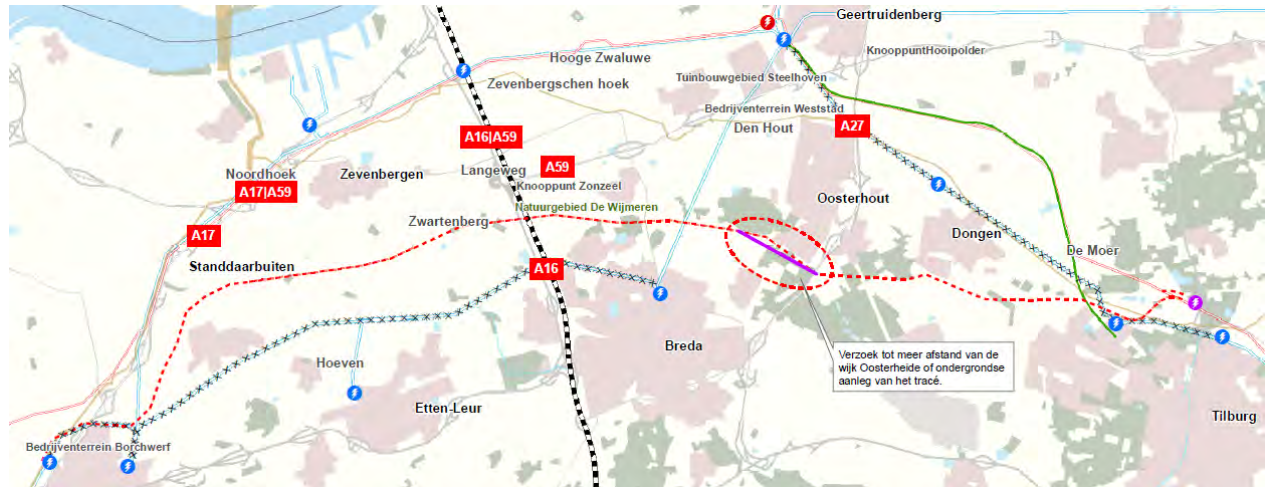 Geertruidenberg
KnooppuntHooipolder
Hooge Zwaluwe
Tuinbouwgebied Steelhoven
Zevenbergschen hoek
Bedrijventerrein Weststad
Den Hout
A27
A16|A59
A59
Noordhoek
Zevenbergen
Langeweg
Knooppunt Zonzeel
A17|A59
Natuurgebied De Wijmeren
Oosterhout
Zwartenberg
A17
Dongen
De Moer
Standdaarbuiten
A16
Breda
Verzoek tot meer afstand van de
wijk Oosterheide of ondergrondse
aanleg van het tracé.
Hoeven
Etten-Leur
Tilburg
Bedrijventerrein Borchwerf